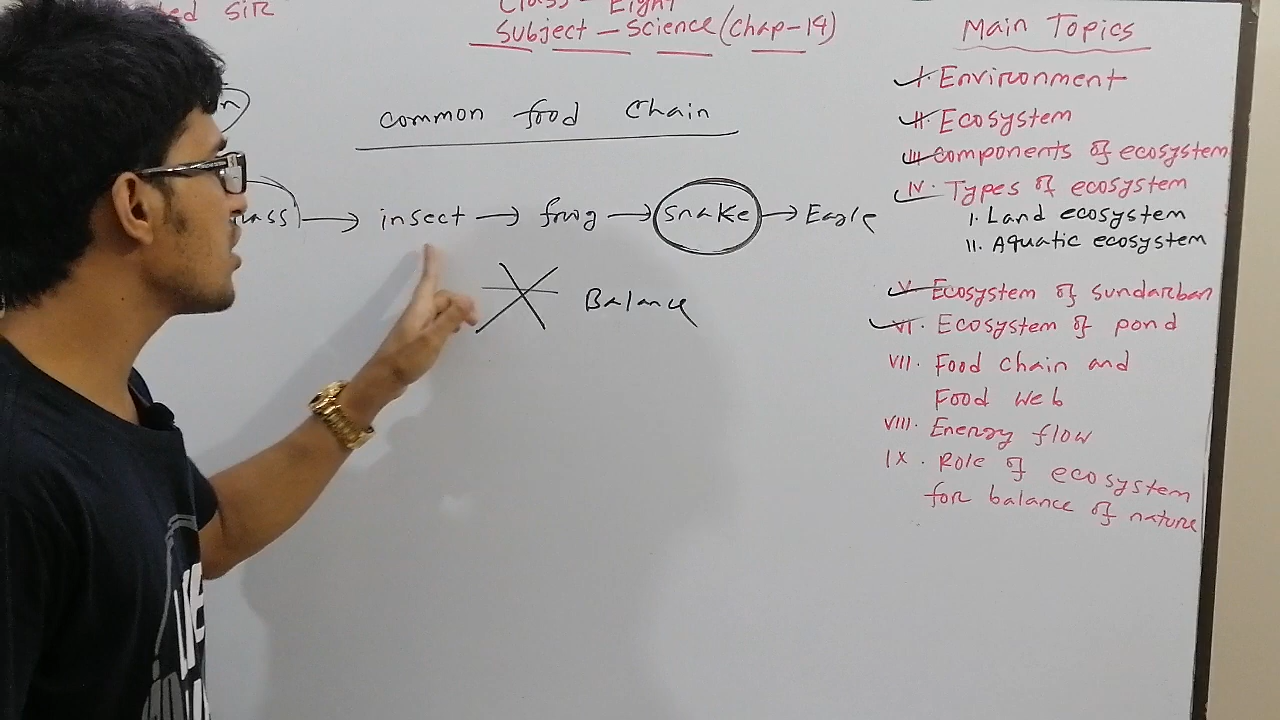 SiR
Class - Eight
Subject - Science (Chap-14)
Common food Chain
insect → frog → snake → Eagle
Balance
Main Topics
I. Environment
II. Ecosystem
III. Components of ecosystem
IV. Types of ecosystem
I. Land ecosystem
II. Aquatic ecosystem
V. Ecosystem of sundarban
VI. Ecosystem of pond
VII. Food Chain and
Food Web
VIII. Energy flow
IX. Role of ecosystem
for balance of nature